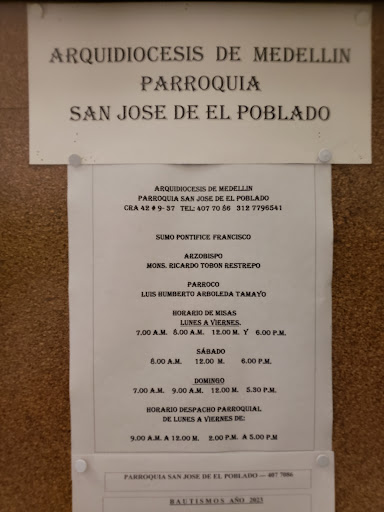 ARQUIDIOCESIS DE MEDELLIN
PARROQUIA
SAN JOSE DE EL POBLADO
ARQUIDIOCESIS DE MEDELLIN
PARROQUIA SAN JOSE DE EL POBLADO
CRA 42 # 9- 37 TEL: 407 70 86 312 7796541
SUMO PONTIFICE FRANCISCO
ARZOBISPO
MONS. RICARDO TOBON RESTREPO
PARROCO
LUIS HUMBERTO ARBOLEDA TAMAYO
HORARIO DE MISAS
LUNES A VIERNES.
7.00 A.M. 8.00 A.M. 12.00 M. Y 6.00 P.M.
SÁBADO
8.00 A.M. 12.00 M. 6.00 P.M.
DOMINGO
7.00 A.M. 9.00 A.M. 12.00 M. 5.30 P.M.
HORARIO DESPACHO PARROQUIAL
DE LUNES A VIERNES DE:
9.00 A.M. A 12.00 M. 2.00 P.M. A 5.00 P.M
PARROQUIA SAN JOSE DE EL POBLADO --- 407 7086
BAUTISMOS AÑO 2023